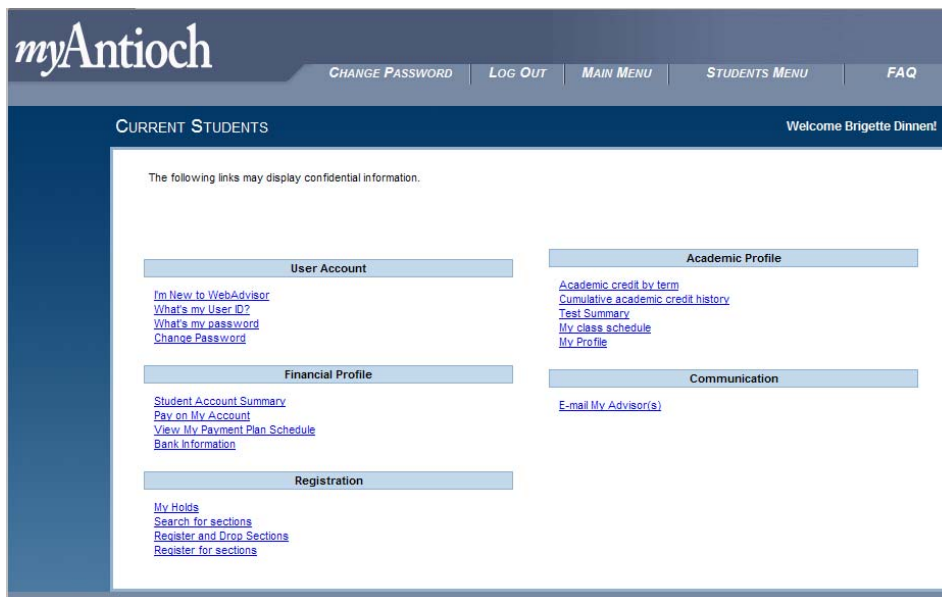 myAntioch
CHANGE PASSWORD LOG OUT MAIN MENU STUDENTS MENU FAQ
CURRENT STUDENTS Welcome Brigette Dinnen!
The following links may display confidential information.
User Account
I'm New to WebAdvisor
What's my User ID?
What's my password
Change Password
Financial Profile
Student Account Summary
Pay on My Account
View My Payment Plan Schedule
Bank Information
Registration
My Holds
Search for sections
Register and Drop Sections
Register for sections
Academic Profile
Academic credit by term
Cumulative academic credit history
Test Summary
My class schedule
My Profile
Communication
E-mail My Advisor(s)